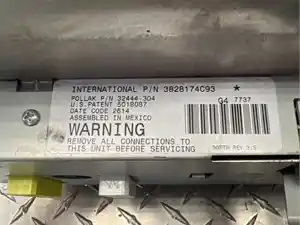 INTERNATIONAL P/N 3828174C93 *
POLLAK P/N 32444-304
U.S. PATENT 5018087
DATE CODE 2614
ASSEMBLED IN MEXICO
G4 7737
WARNING
REMOVE ALL CONNECTIONS TO
THIS UNIT BEFORE SERVICING